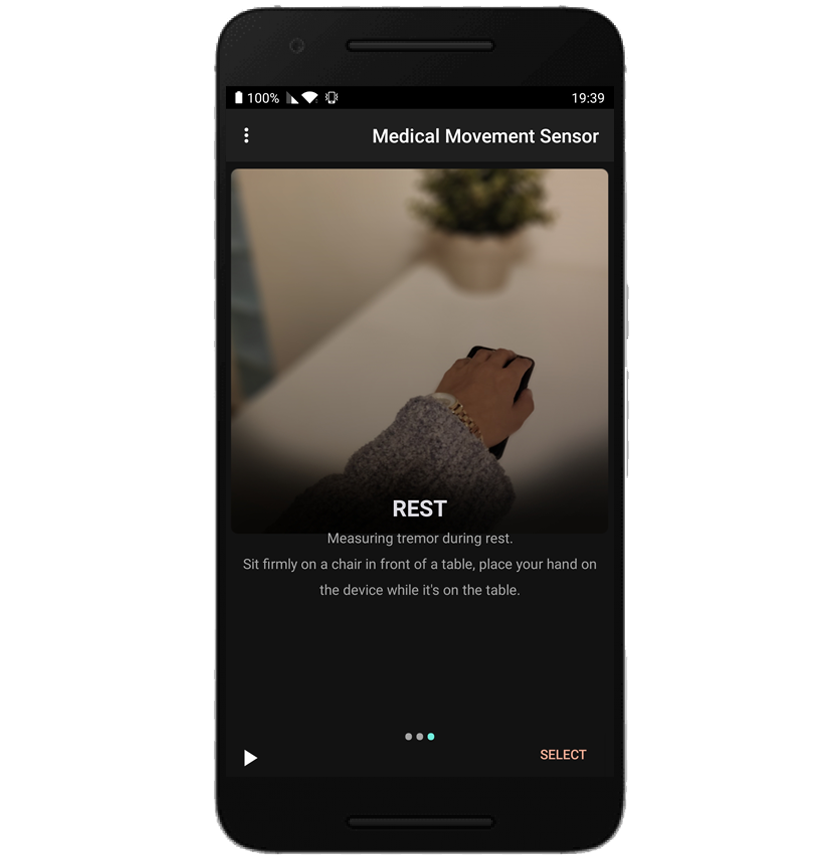 100% 19:39
Medical Movement Sensor
REST
Measuring tremor during rest.
Sit firmly on a chair in front of a table, place your hand on
the device while it's on the table.
SELECT